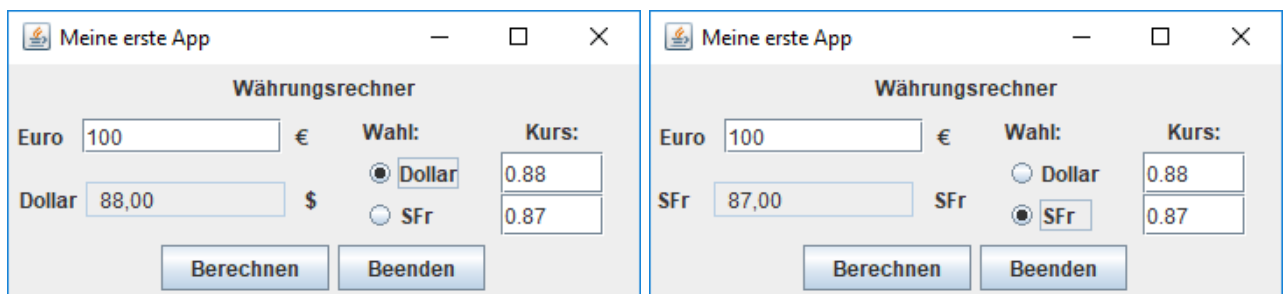 Meine erste App
Währungsrechner
Euro 100 € Wahl: Kurs:
Dollar 0.88
Dollar 88,00 $ SFr 0.87
Berechnen Beenden
Meine erste App
Währungsrechner
Euro 100 € Wahl: Kurs:
Dollar 0.88
SFr 87,00 SFr SFr 0.87
Berechnen Beenden